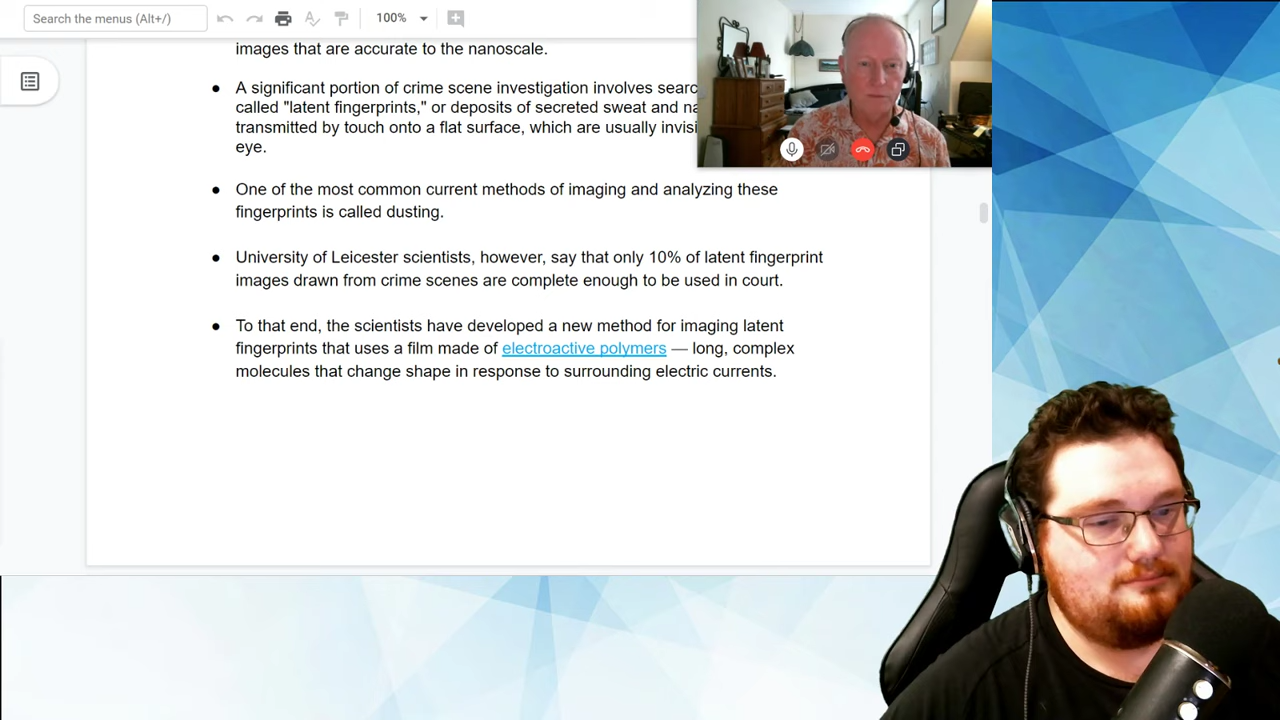 Search the menus (Alt+/)
100%
images that are accurate to the nanoscale.
● A significant portion of crime scene investigation involves searc
called "latent fingerprints," or deposits of secreted sweat and na
transmitted by touch onto a flat surface, which are usually invisi
eye.
● One of the most common current methods of imaging and analyzing these
fingerprints is called dusting.
● University of Leicester scientists, however, say that only 10% of latent fingerprint
images drawn from crime scenes are complete enough to be used in court.
● To that end, the scientists have developed a new method for imaging latent
fingerprints that uses a film made of electroactive polymers — long, complex
molecules that change shape in response to surrounding electric currents.